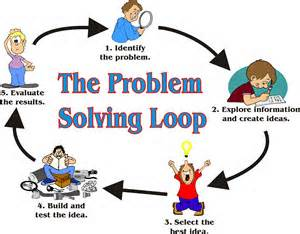 The Problem
Solving Loop
1. Identify
the problem.
2. Explore information
and create ideas.
3. Select the
best idea.
4. Build and
test the idea.
5. Evaluate
the results.